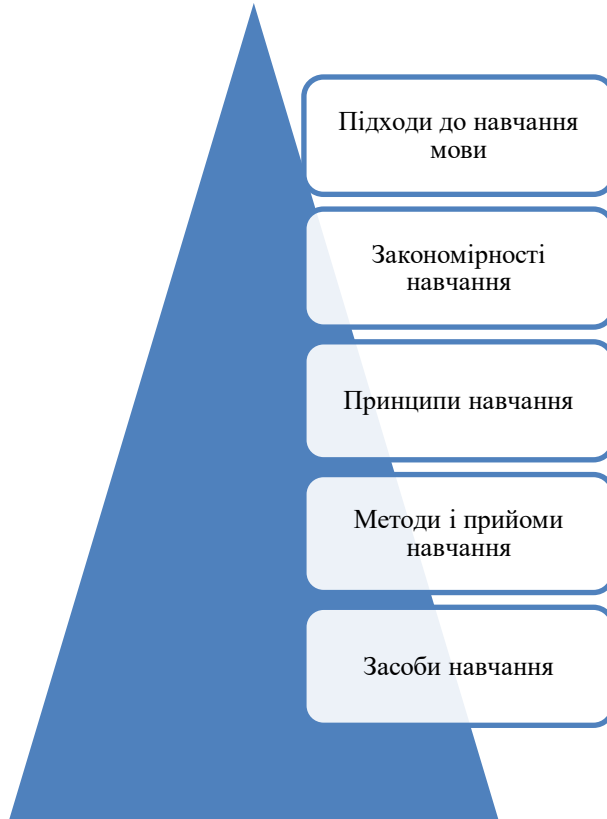 Підходи до навчання
мови
Закономірності
навчання
Принципи навчання
Методи і прийоми
навчання
Засоби навчання